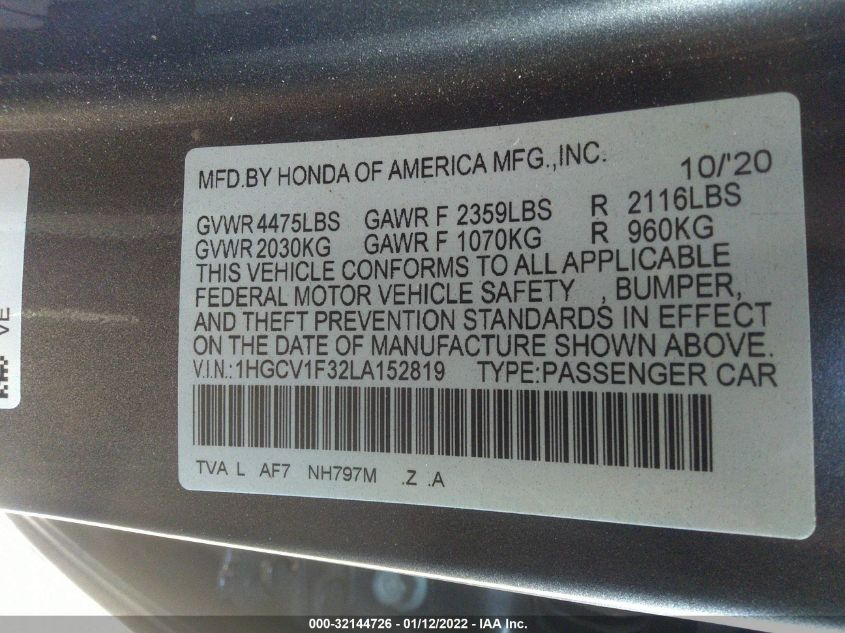 MFD.BY HONDA OF AMERICA MFG.,INC. 10/'20
GVWR 4475LBS GAWR F 2359LBS R 2116LBS
GVWR 2030KG GAWR F 1070KG R 960KG
THIS VEHICLE CONFORMS TO ALL APPLICABLE
FEDERAL MOTOR VEHICLE SAFETY , BUMPER,
AND THEFT PREVENTION STANDARDS IN EFFECT
ON THE DATE OF MANUFACTURE SHOWN ABOVE.
V.I.N.:1HGCV1F32LA152819 TYPE:PASSENGER CAR
TVA L AF7 NH797M .Z .A
VE
000-32144726 - 01/12/2022 - IAA Inc.